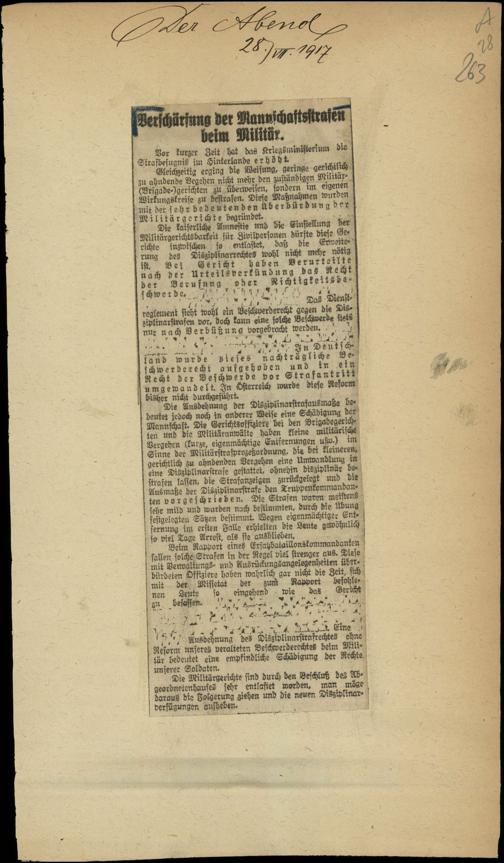 Der Abend
28./VII. 1917
A
28
263
Verschärfung der Mannschaftsstrafen
beim Militär.
Vor kurzer Zeit hat das Kriegsministerium die
Strafbefugnis im Hinterlande erhöht.
Gleichzeitig erging die Weisung, geringe gerichtlich
zu ahndende Vergehen nicht mehr den zuständigen Militär-
(Brigade-)gerichten zu überweisen, sondern im eigenen
Wirkungskreise zu bestrafen. Diese Maßnahmen wurden
mit der sehr bedeutenden Überbürdung der
Militärgerichte begründet.
Die kaiserliche Amnestie und die Einstellung der
Militärgerichtsbarkeit für Zivilpersonen dürfte diese Ge-
richte inzwischen so entlastet, daß die Erweite-
rung des Disziplinarrechtes wohl nicht mehr nötig
ist. Bei Gericht haben Verurteilte
nach der Urteilsverkündung das Recht
der Berufung oder Nichtigkeitsbe-
schwerde.
Das Dienst-
reglement sieht wohl ein Beschwerderecht gegen die Dis-
ziplinarstrafen vor, doch kann eine solche Beschwerde stets
nur nach Verbüßung vorgebracht werden.
In Deutsch-
land wurde dieses nachträgliche Be-
schwerderecht aufgehoben und in ein
Recht der Beschwerde vor Strafantritt
umgewandelt. In Österreich wurde diese Reform
bisher nicht durchgeführt.
Die Ausdehnung der Disziplinarstrafausmaße be-
deutet jedoch noch in anderer Weise eine Schädigung der
Mannschaft. Die Gerichtsoffiziere bei den Brigadegerich-
ten und die Militäranwälte haben kleine militärische
Vergehen (kurze, eigenmächtige Entfernungen usw.) im
Sinne der Militärstrafprozeßordnung, die bei kleineren,
gerichtlich zu ahndenden Vergehen eine Umwandlung in
eine Disziplinarstrafe gestattet, ohnehin disziplinär be-
strafen lassen, die Strafanzeigen zurückgelegt und die
Ausmaße der Disziplinarstrafe den Truppenkommandan-
ten vorgeschrieben. Die Strafen waren meistens
sehr mild und wurden nach bestimmten, durch die Übung
festgelegten Sätzen bestimmt. Wegen eigenmächtiger Ent-
fernung im ersten Falle erhielten die Leute gewöhnlich
so viel Tage Arrest, als sie ausblieben.
Beim Rapport eines Ersatzbataillonskommandanten
fallen solche Strafen in der Regel viel strenger aus. Diese
mit Verwaltungs- und Ausrückungsangelegenheiten über-
bürdeten Offiziere haben wahrlich gar nicht die Zeit, sich
mit der Missetat der zum Rapport befohle-
nen Leute so eingehend wie das Gericht
zu befassen.
Eine
Ausdehnung des Disziplinarstrafrechtes ohne
Reform unseres veralteten Beschwerderechtes beim Mili-
tär bedeutet eine empfindliche Schädigung der Rechte
unserer Soldaten.
Die Militärgerichte sind durch den Beschluß des Ab-
geordnetenhauses sehr entlastet worden, man möge
daraus die Folgerung ziehen und die neuen Disziplinar-
verfügungen aufheben.